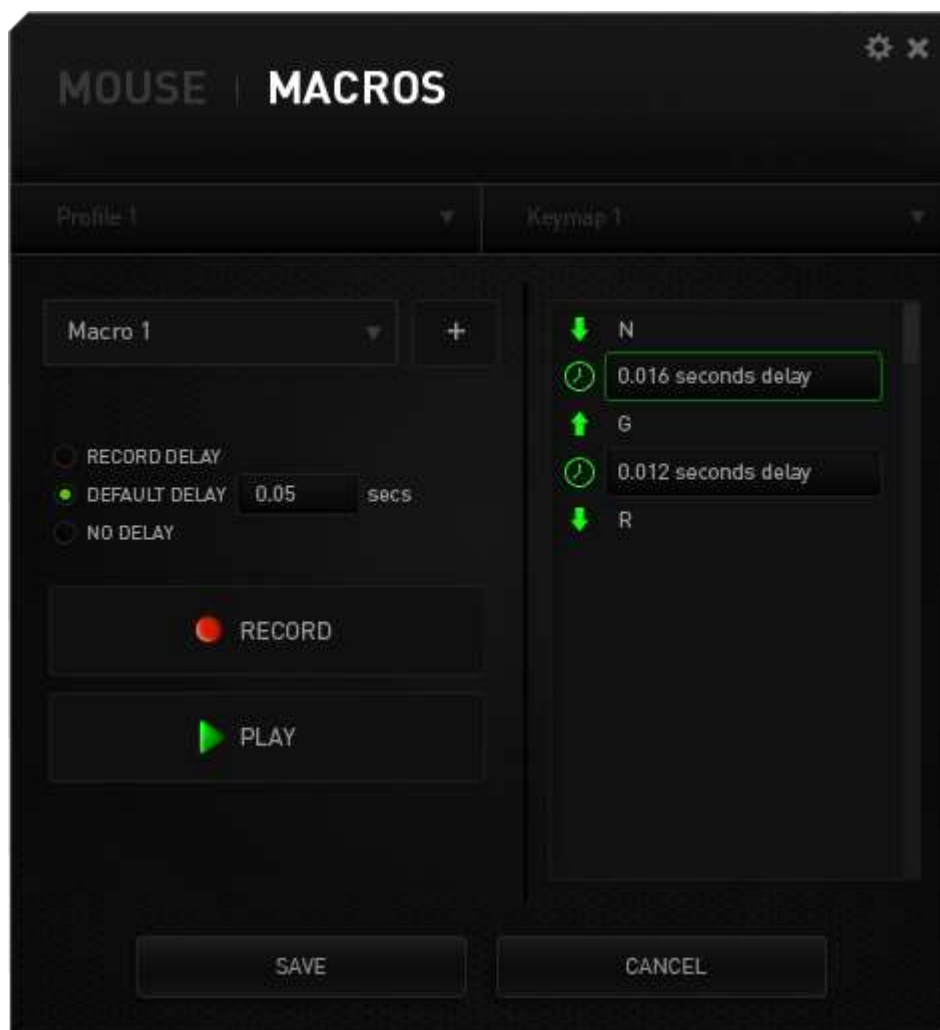 MOUSE | MACROS
Profile 1
Keymap 1
Macro 1
+
RECORD DELAY
DEFAULT DELAY 0.05 secs
NO DELAY
RECORD
PLAY
N
0.016 seconds delay
G
0.012 seconds delay
R
SAVE
CANCEL